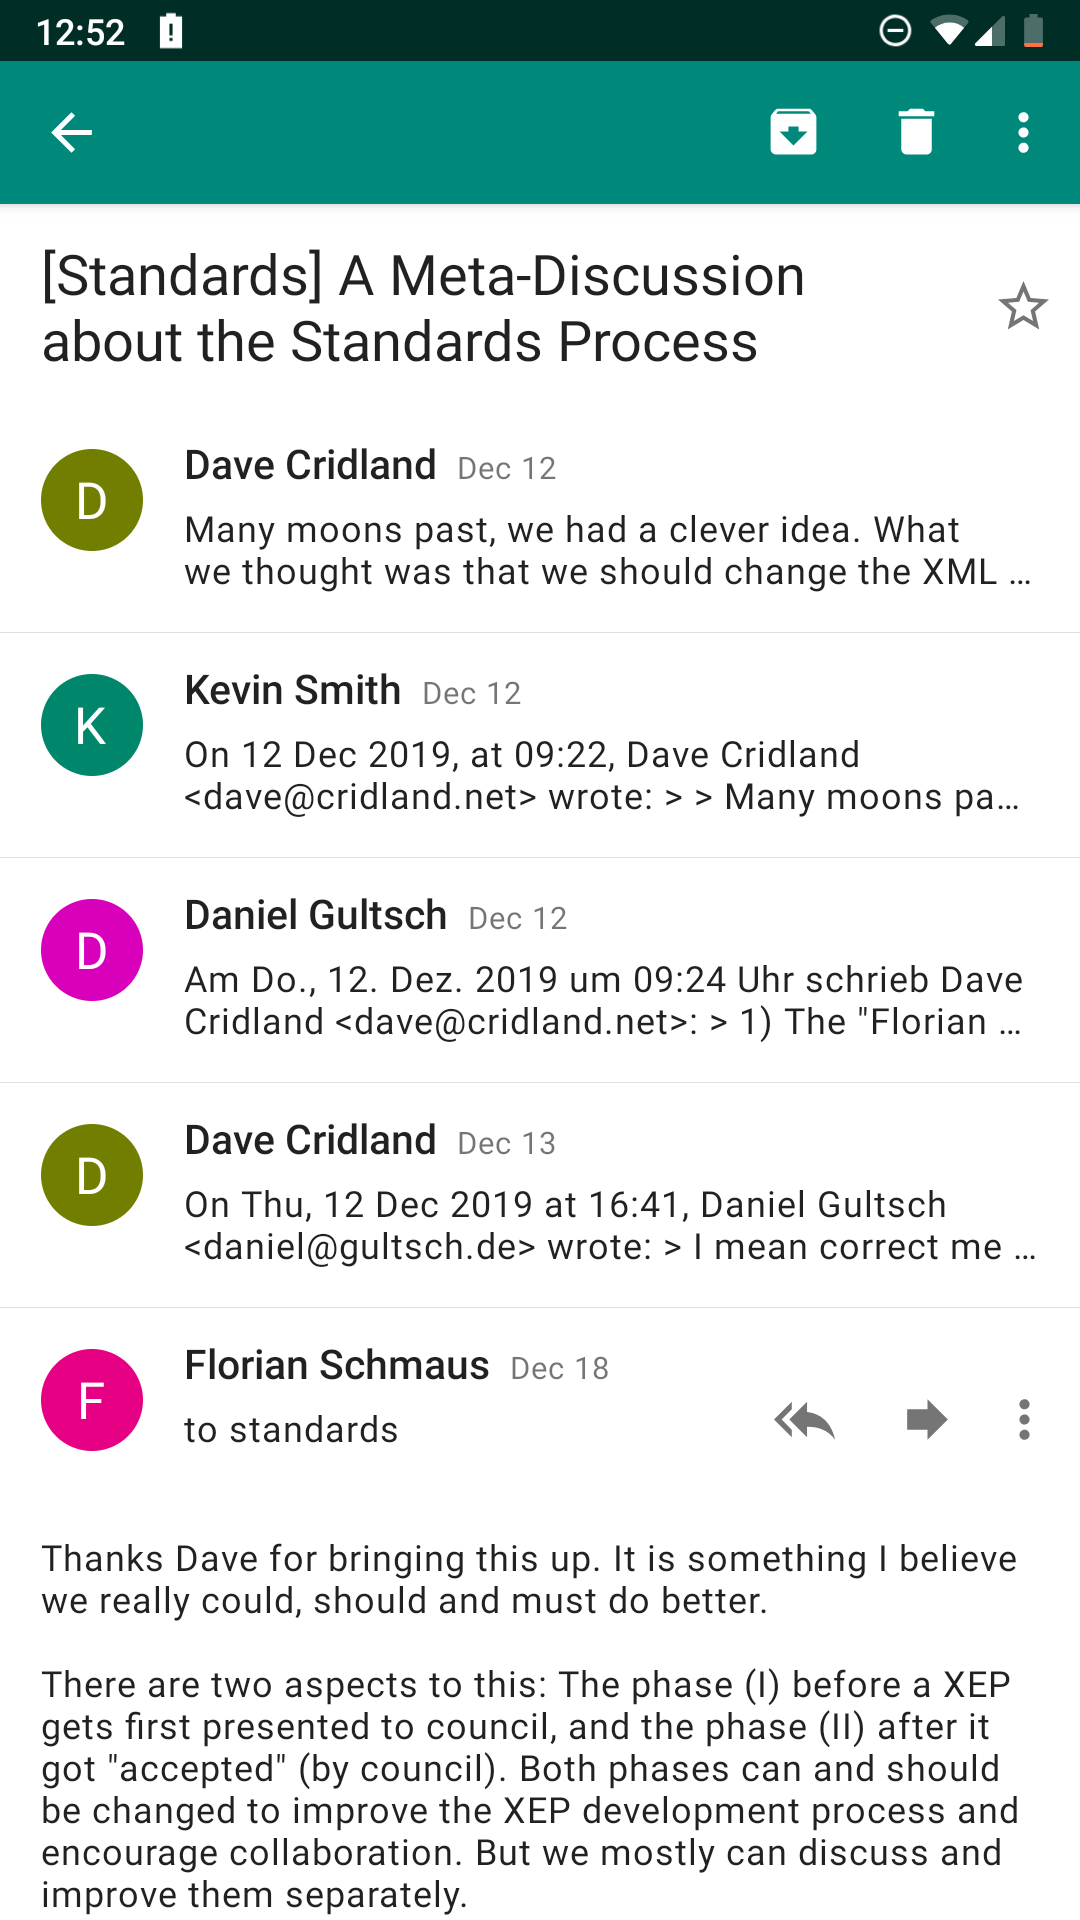 12:52
[Standards] A Meta-Discussion
about the Standards Process
D
Dave Cridland Dec 12
Many moons past, we had a clever idea. What
we thought was that we should change the XML ...
K
Kevin Smith Dec 12
On 12 Dec 2019, at 09:22, Dave Cridland
<dave@cridland.net> wrote: > > Many moons pa...
D
Daniel Gultsch Dec 12
Am Do., 12. Dez. 2019 um 09:24 Uhr schrieb Dave
Cridland <dave@cridland.net>: > 1) The "Florian ...
D
Dave Cridland Dec 13
On Thu, 12 Dec 2019 at 16:41, Daniel Gultsch
<daniel@gultsch.de> wrote: > I mean correct me ...
F
Florian Schmaus Dec 18
to standards
Thanks Dave for bringing this up. It is something I believe
we really could, should and must do better.
There are two aspects to this: The phase (I) before a XEP
gets first presented to council, and the phase (II) after it
got "accepted" (by council). Both phases can and should
be changed to improve the XEP development process and
encourage collaboration. But we mostly can discuss and
improve them separately.